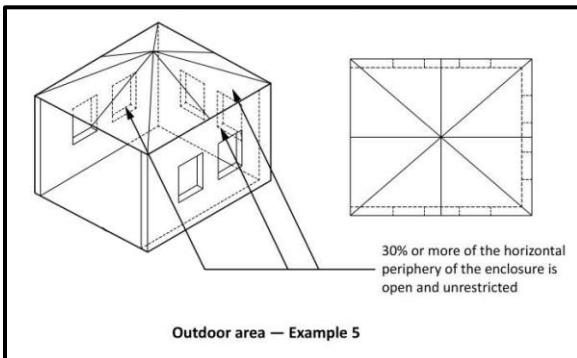 30% or more of the horizontal
periphery of the enclosure is
open and unrestricted
Outdoor area — Example 5